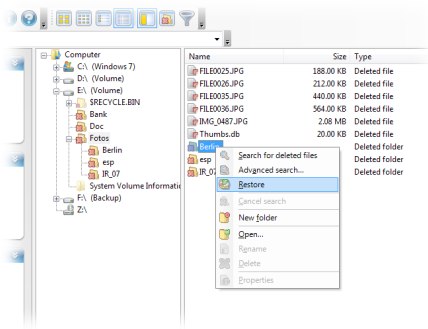 Computer
C:\ (Windows 7)
D:\ (Volume)
E:\ (Volume)
SRECYCLE.BIN
Bank
Doc
Fotos
Berlin
esp
IR_07
System Volume Informatic
F:\ (Backup)
Z:\
Name Size Type
FILE0025.JPG 188.00 KB Deleted file
FILE0026.JPG 212.00 KB Deleted file
FILE0035.JPG 440.00 KB Deleted file
FILE0036.JPG 564.00 KB Deleted file
IMG_0487.JPG 2.08 MB Deleted file
Thumbs.db 20.00 KB Deleted file
Berlin Deleted folder
esp Deleted folder
IR_07 Deleted folder
Search for deleted files
Advanced search...
Restore
Cancel search
New folder
Open...
Rename
Delete
Properties